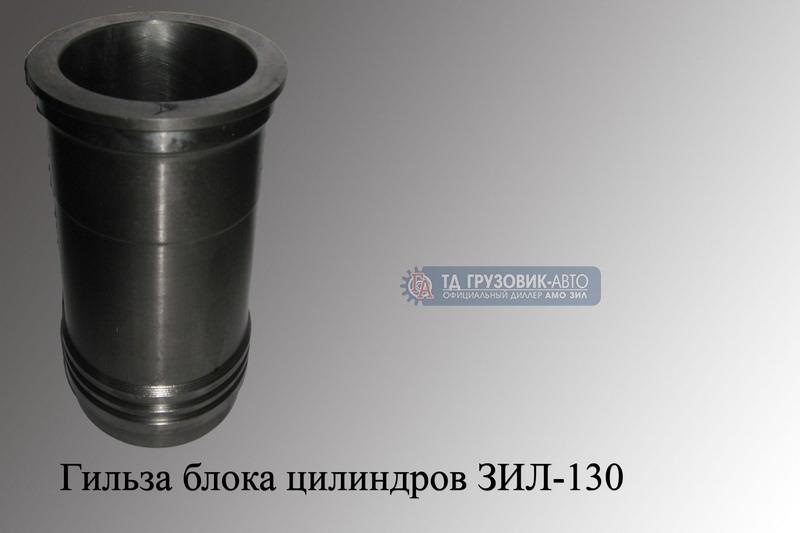 ТД ГРУЗОВИК-АВТО
ОФИЦИАЛЬНЫЙ ДИЛЛЕР АМО ЗИЛ
Гильза блока цилиндров ЗИЛ-130